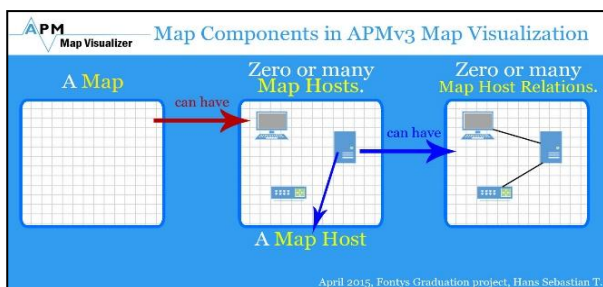 APM
Map Visualizer
Map Components in APMv3 Map Visualization
A Map
can have
Zero or many
Map Hosts.
can have
Zero or many
Map Host Relations.
A Map Host
April 2015, Fontys Graduation project, Hans Sebastian T.